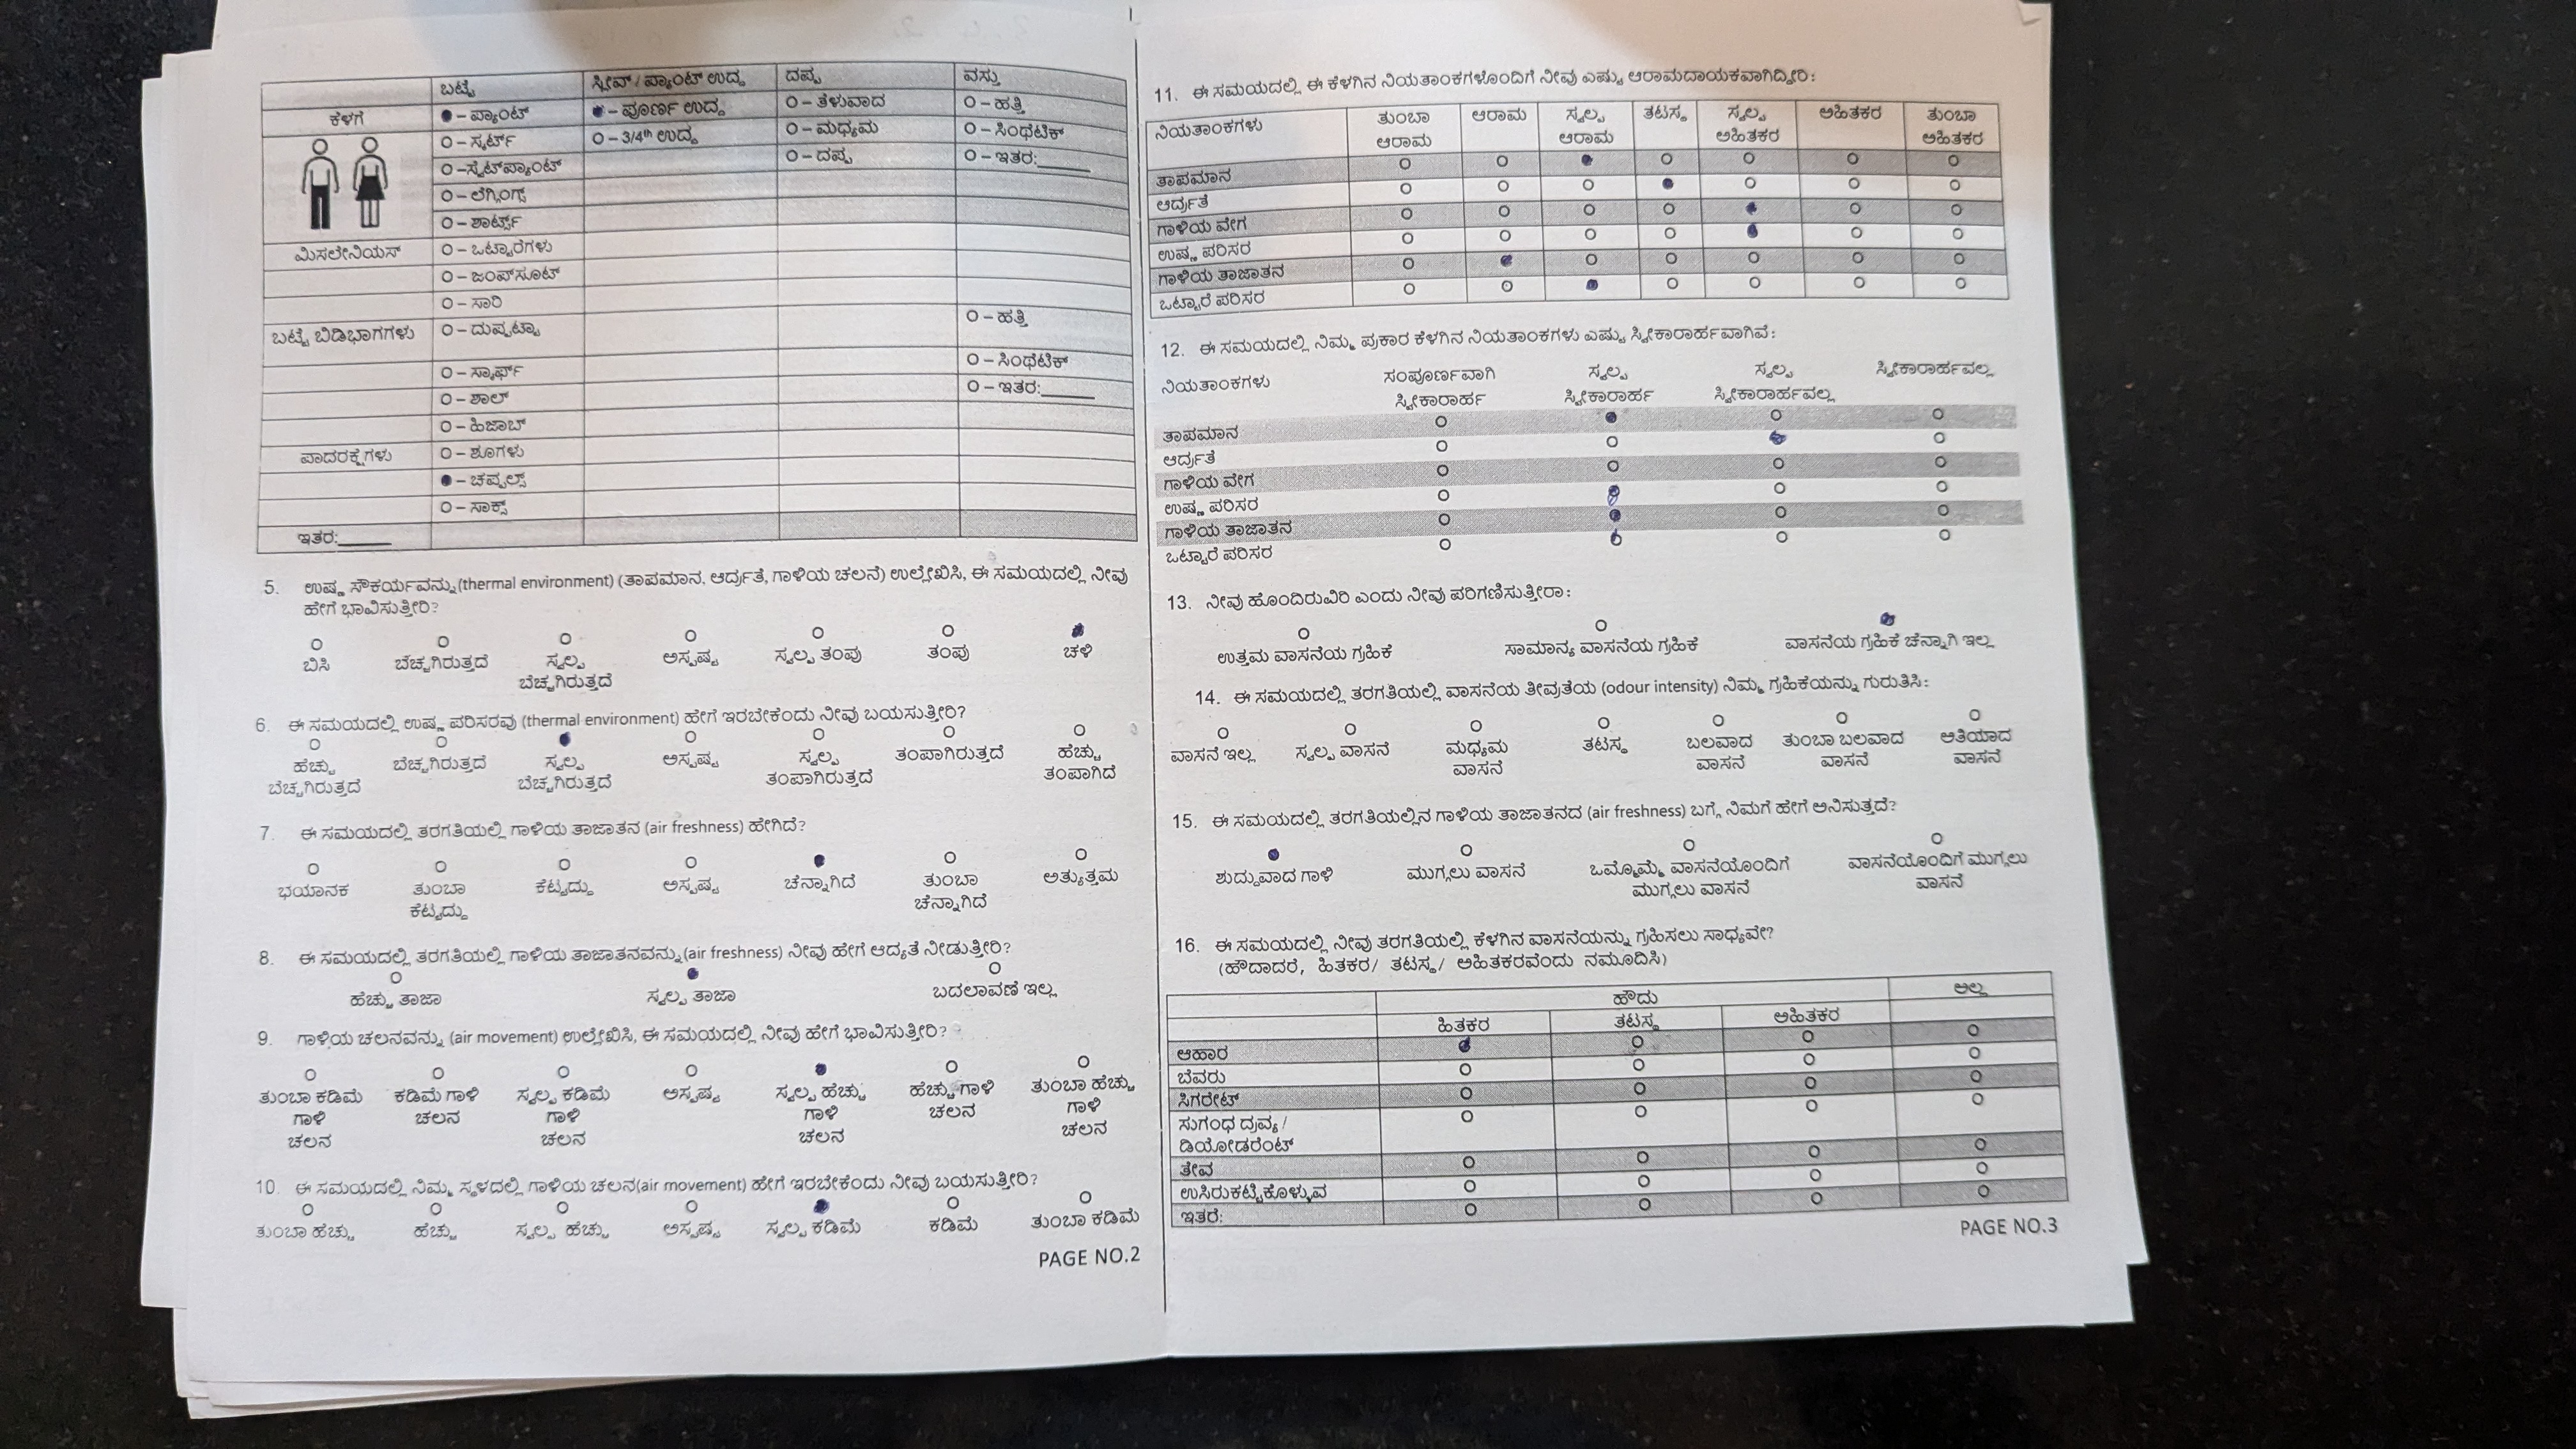 ಬಟ್ಟೆ ಸ್ಲೀವ್ / ಪ್ಯಾಂಟ್ ಉದ್ದ ದಪ್ಪ ವಸ್ತು
ಕೆಳಗೆ ●– ಪ್ಯಾಂಟ್ ●– ಪೂರ್ಣ ಉದ್ದ O – ತೆಳುವಾದ O – ಹತ್ತಿ
O – ಸ್ಕರ್ಟ್ O – 3/4th ಉದ್ದ O – ಮಧ್ಯಮ O – ಸಿಂಥೆಟಿಕ್
O –ಸ್ವೆಟ್‌ಪ್ಯಾಂಟ್ O – ದಪ್ಪ O – ಇತರ:_____
O – ಲೆಗ್ಗಿಂಗ್ಸ್
O – ಶಾರ್ಟ್ಸ್
ಮಿಸಲೇನಿಯಸ್ O – ಒಟ್ಟಾರೆಗಳು
O – ಜಂಪ್‌ಸೂಟ್
O – ಸಾರಿ
ಬಟ್ಟೆ ಬಿಡಿಭಾಗಗಳು O – ದುಪ್ಪಟ್ಟಾ O – ಹತ್ತಿ
O – ಸ್ಕಾರ್ಫ್ O – ಸಿಂಥೆಟಿಕ್
O – ಶಾಲ್ O – ಇತರ:_____
O – ಹಿಜಾಬ್
ಪಾದರಕ್ಷೆಗಳು O – ಶೂಗಳು
●– ಚಪ್ಪಲ್ಸ್
O – ಸಾಕ್ಸ್
ಇತರ:_____
5. ಉಷ್ಣ ಸೌಕರ್ಯವನ್ನು (thermal environment) (ತಾಪಮಾನ, ಆರ್ದ್ರತೆ, ಗಾಳಿಯ ಚಲನೆ) ಉಲ್ಲೇಖಿಸಿ, ಈ ಸಮಯದಲ್ಲಿ ನೀವು
ಹೇಗೆ ಭಾವಿಸುತ್ತೀರಿ?
ಬಿಸಿ ಬೆಚ್ಚಗಿರುತ್ತದೆ ಸ್ವಲ್ಪ ಅಸ್ಪಷ್ಟ ಸ್ವಲ್ಪ ತಂಪು ತಂಪು ಚಳಿ
ಬೆಚ್ಚಗಿರುತ್ತದೆ
6. ಈ ಸಮಯದಲ್ಲಿ ಉಷ್ಣ ಪರಿಸರವು (thermal environment) ಹೇಗೆ ಇರಬೇಕೆಂದು ನೀವು ಬಯಸುತ್ತೀರಿ?
ಹೆಚ್ಚು ಬೆಚ್ಚಗಿರುತ್ತದೆ ಸ್ವಲ್ಪ ಅಸ್ಪಷ್ಟ ಸ್ವಲ್ಪ ತಂಪಾಗಿರುತ್ತದೆ ಹೆಚ್ಚು
ಬೆಚ್ಚಗಿರುತ್ತದೆ ಬೆಚ್ಚಗಿರುತ್ತದೆ ತಂಪಾಗಿರುತ್ತದೆ ತಂಪಾಗಿದೆ
7. ಈ ಸಮಯದಲ್ಲಿ ತರಗತಿಯಲ್ಲಿ ಗಾಳಿಯ ತಾಜಾತನ (air freshness) ಹೇಗಿದೆ?
ಭಯಾನಕ ತುಂಬಾ ಕೆಟ್ಟದ್ದು ಅಸ್ಪಷ್ಟ ಚೆನ್ನಾಗಿದೆ ತುಂಬಾ ಅತ್ಯುತ್ತಮ
ಕೆಟ್ಟದ್ದು ಚೆನ್ನಾಗಿದೆ
8. ಈ ಸಮಯದಲ್ಲಿ ತರಗತಿಯಲ್ಲಿ ಗಾಳಿಯ ತಾಜಾತನವನ್ನು (air freshness) ನೀವು ಹೇಗೆ ಆದ್ಯತೆ ನೀಡುತ್ತೀರಿ?
ಹೆಚ್ಚು ತಾಜಾ ಸ್ವಲ್ಪ ತಾಜಾ ಬದಲಾವಣೆ ಇಲ್ಲ
9. ಗಾಳಿಯ ಚಲನವನ್ನು (air movement) ಉಲ್ಲೇಖಿಸಿ, ಈ ಸಮಯದಲ್ಲಿ ನೀವು ಹೇಗೆ ಭಾವಿಸುತ್ತೀರಿ?
ತುಂಬಾ ಕಡಿಮೆ ಕಡಿಮೆ ಗಾಳಿ ಸ್ವಲ್ಪ ಕಡಿಮೆ ಅಸ್ಪಷ್ಟ ಸ್ವಲ್ಪ ಹೆಚ್ಚು ಹೆಚ್ಚು ಗಾಳಿ ತುಂಬಾ ಹೆಚ್ಚು
ಗಾಳಿ ಚಲನ ಗಾಳಿ ಗಾಳಿ ಚಲನ ಗಾಳಿ
ಚಲನ ಚಲನ ಚಲನ ಚಲನ
10. ಈ ಸಮಯದಲ್ಲಿ ನಿಮ್ಮ ಸ್ಥಳದಲ್ಲಿ ಗಾಳಿಯ ಚಲನ(air movement) ಹೇಗೆ ಇರಬೇಕೆಂದು ನೀವು ಬಯಸುತ್ತೀರಿ?
ತುಂಬಾ ಹೆಚ್ಚು ಹೆಚ್ಚು ಸ್ವಲ್ಪ ಹೆಚ್ಚು ಅಸ್ಪಷ್ಟ ಸ್ವಲ್ಪ ಕಡಿಮೆ ಕಡಿಮೆ ತುಂಬಾ ಕಡಿಮೆ
PAGE NO.2
11. ಈ ಸಮಯದಲ್ಲಿ ಈ ಕೆಳಗಿನ ನಿಯತಾಂಕಗಳೊಂದಿಗೆ ನೀವು ಎಷ್ಟು ಆರಾಮದಾಯಕವಾಗಿದ್ದೀರಿ:
ನಿಯತಾಂಕಗಳು ತುಂಬಾ ಆರಾಮ ಸ್ವಲ್ಪ ತಟಸ್ಥ ಸ್ವಲ್ಪ ಅಹಿತಕರ ತುಂಬಾ
ಆರಾಮ ಆರಾಮ ಅಹಿತಕರ ಅಹಿತಕರ
ತಾಪಮಾನ
ಆರ್ದ್ರತೆ
ಗಾಳಿಯ ವೇಗ
ಉಷ್ಣ ಪರಿಸರ
ಗಾಳಿಯ ತಾಜಾತನ
ಒಟ್ಟಾರೆ ಪರಿಸರ
12. ಈ ಸಮಯದಲ್ಲಿ ನಿಮ್ಮ ಪ್ರಕಾರ ಕೆಳಗಿನ ನಿಯತಾಂಕಗಳು ಎಷ್ಟು ಸ್ವೀಕಾರಾರ್ಹವಾಗಿವೆ:
ನಿಯತಾಂಕಗಳು ಸಂಪೂರ್ಣವಾಗಿ ಸ್ವಲ್ಪ ಸ್ವಲ್ಪ ಸ್ವೀಕಾರಾರ್ಹವಲ್ಲ
ಸ್ವೀಕಾರಾರ್ಹ ಸ್ವೀಕಾರಾರ್ಹ ಸ್ವೀಕಾರಾರ್ಹವಲ್ಲ
ತಾಪಮಾನ
ಆರ್ದ್ರತೆ
ಗಾಳಿಯ ವೇಗ
ಉಷ್ಣ ಪರಿಸರ
ಗಾಳಿಯ ತಾಜಾತನ
ಒಟ್ಟಾರೆ ಪರಿಸರ
13. ನೀವು ಹೊಂದಿರುವಿರಿ ಎಂದು ನೀವು ಪರಿಗಣಿಸುತ್ತೀರಾ:
ಉತ್ತಮ ವಾಸನೆಯ ಗ್ರಹಿಕೆ ಸಾಮಾನ್ಯ ವಾಸನೆಯ ಗ್ರಹಿಕೆ ವಾಸನೆಯ ಗ್ರಹಿಕೆ ಚೆನ್ನಾಗಿ ಇಲ್ಲ
14. ಈ ಸಮಯದಲ್ಲಿ ತರಗತಿಯಲ್ಲಿ ವಾಸನೆಯ ತೀವ್ರತೆಯ (odour intensity) ನಿಮ್ಮ ಗ್ರಹಿಕೆಯನ್ನು ಗುರುತಿಸಿ:
ವಾಸನೆ ಇಲ್ಲ ಸ್ವಲ್ಪ ವಾಸನೆ ಮಧ್ಯಮ ತಟಸ್ಥ ಬಲವಾದ ತುಂಬಾ ಬಲವಾದ ಅತಿಯಾದ
ವಾಸನೆ ವಾಸನೆ ವಾಸನೆ ವಾಸನೆ
15. ಈ ಸಮಯದಲ್ಲಿ ತರಗತಿಯಲ್ಲಿನ ಗಾಳಿಯ ತಾಜಾತನದ (air freshness) ಬಗ್ಗೆ ನಿಮಗೆ ಹೇಗೆ ಅನಿಸುತ್ತದೆ?
ಶುದ್ಧವಾದ ಗಾಳಿ ಮುಗ್ಗಲು ವಾಸನೆ ಒಮ್ಮೊಮ್ಮೆ ವಾಸನೆಯೊಂದಿಗೆ ವಾಸನೆಯೊಂದಿಗೆ ಮುಗ್ಗಲು
ಮುಗ್ಗಲು ವಾಸನೆ ವಾಸನೆ
16. ಈ ಸಮಯದಲ್ಲಿ ನೀವು ತರಗತಿಯಲ್ಲಿ ಕೆಳಗಿನ ವಾಸನೆಯನ್ನು ಗ್ರಹಿಸಲು ಸಾಧ್ಯವೇ?
(ಹೌದಾದರೆ, ಹಿತಕರ/ ತಟಸ್ಥ/ ಅಹಿತಕರವೆಂದು ನಮೂದಿಸಿ)
ಹೌದು ಅಲ್ಲ
ಹಿತಕರ ತಟಸ್ಥ ಅಹಿತಕರ
ಆಹಾರ
ಬೆವರು
ಸಿಗರೇಟ್
ಸುಗಂಧ ದ್ರವ್ಯ /
ಡಿಯೋಡರೆಂಟ್
ತೇವ
ಉಸಿರುಕಟ್ಟಿಕೊಳ್ಳುವ
ಇತರೆ:
PAGE NO.3